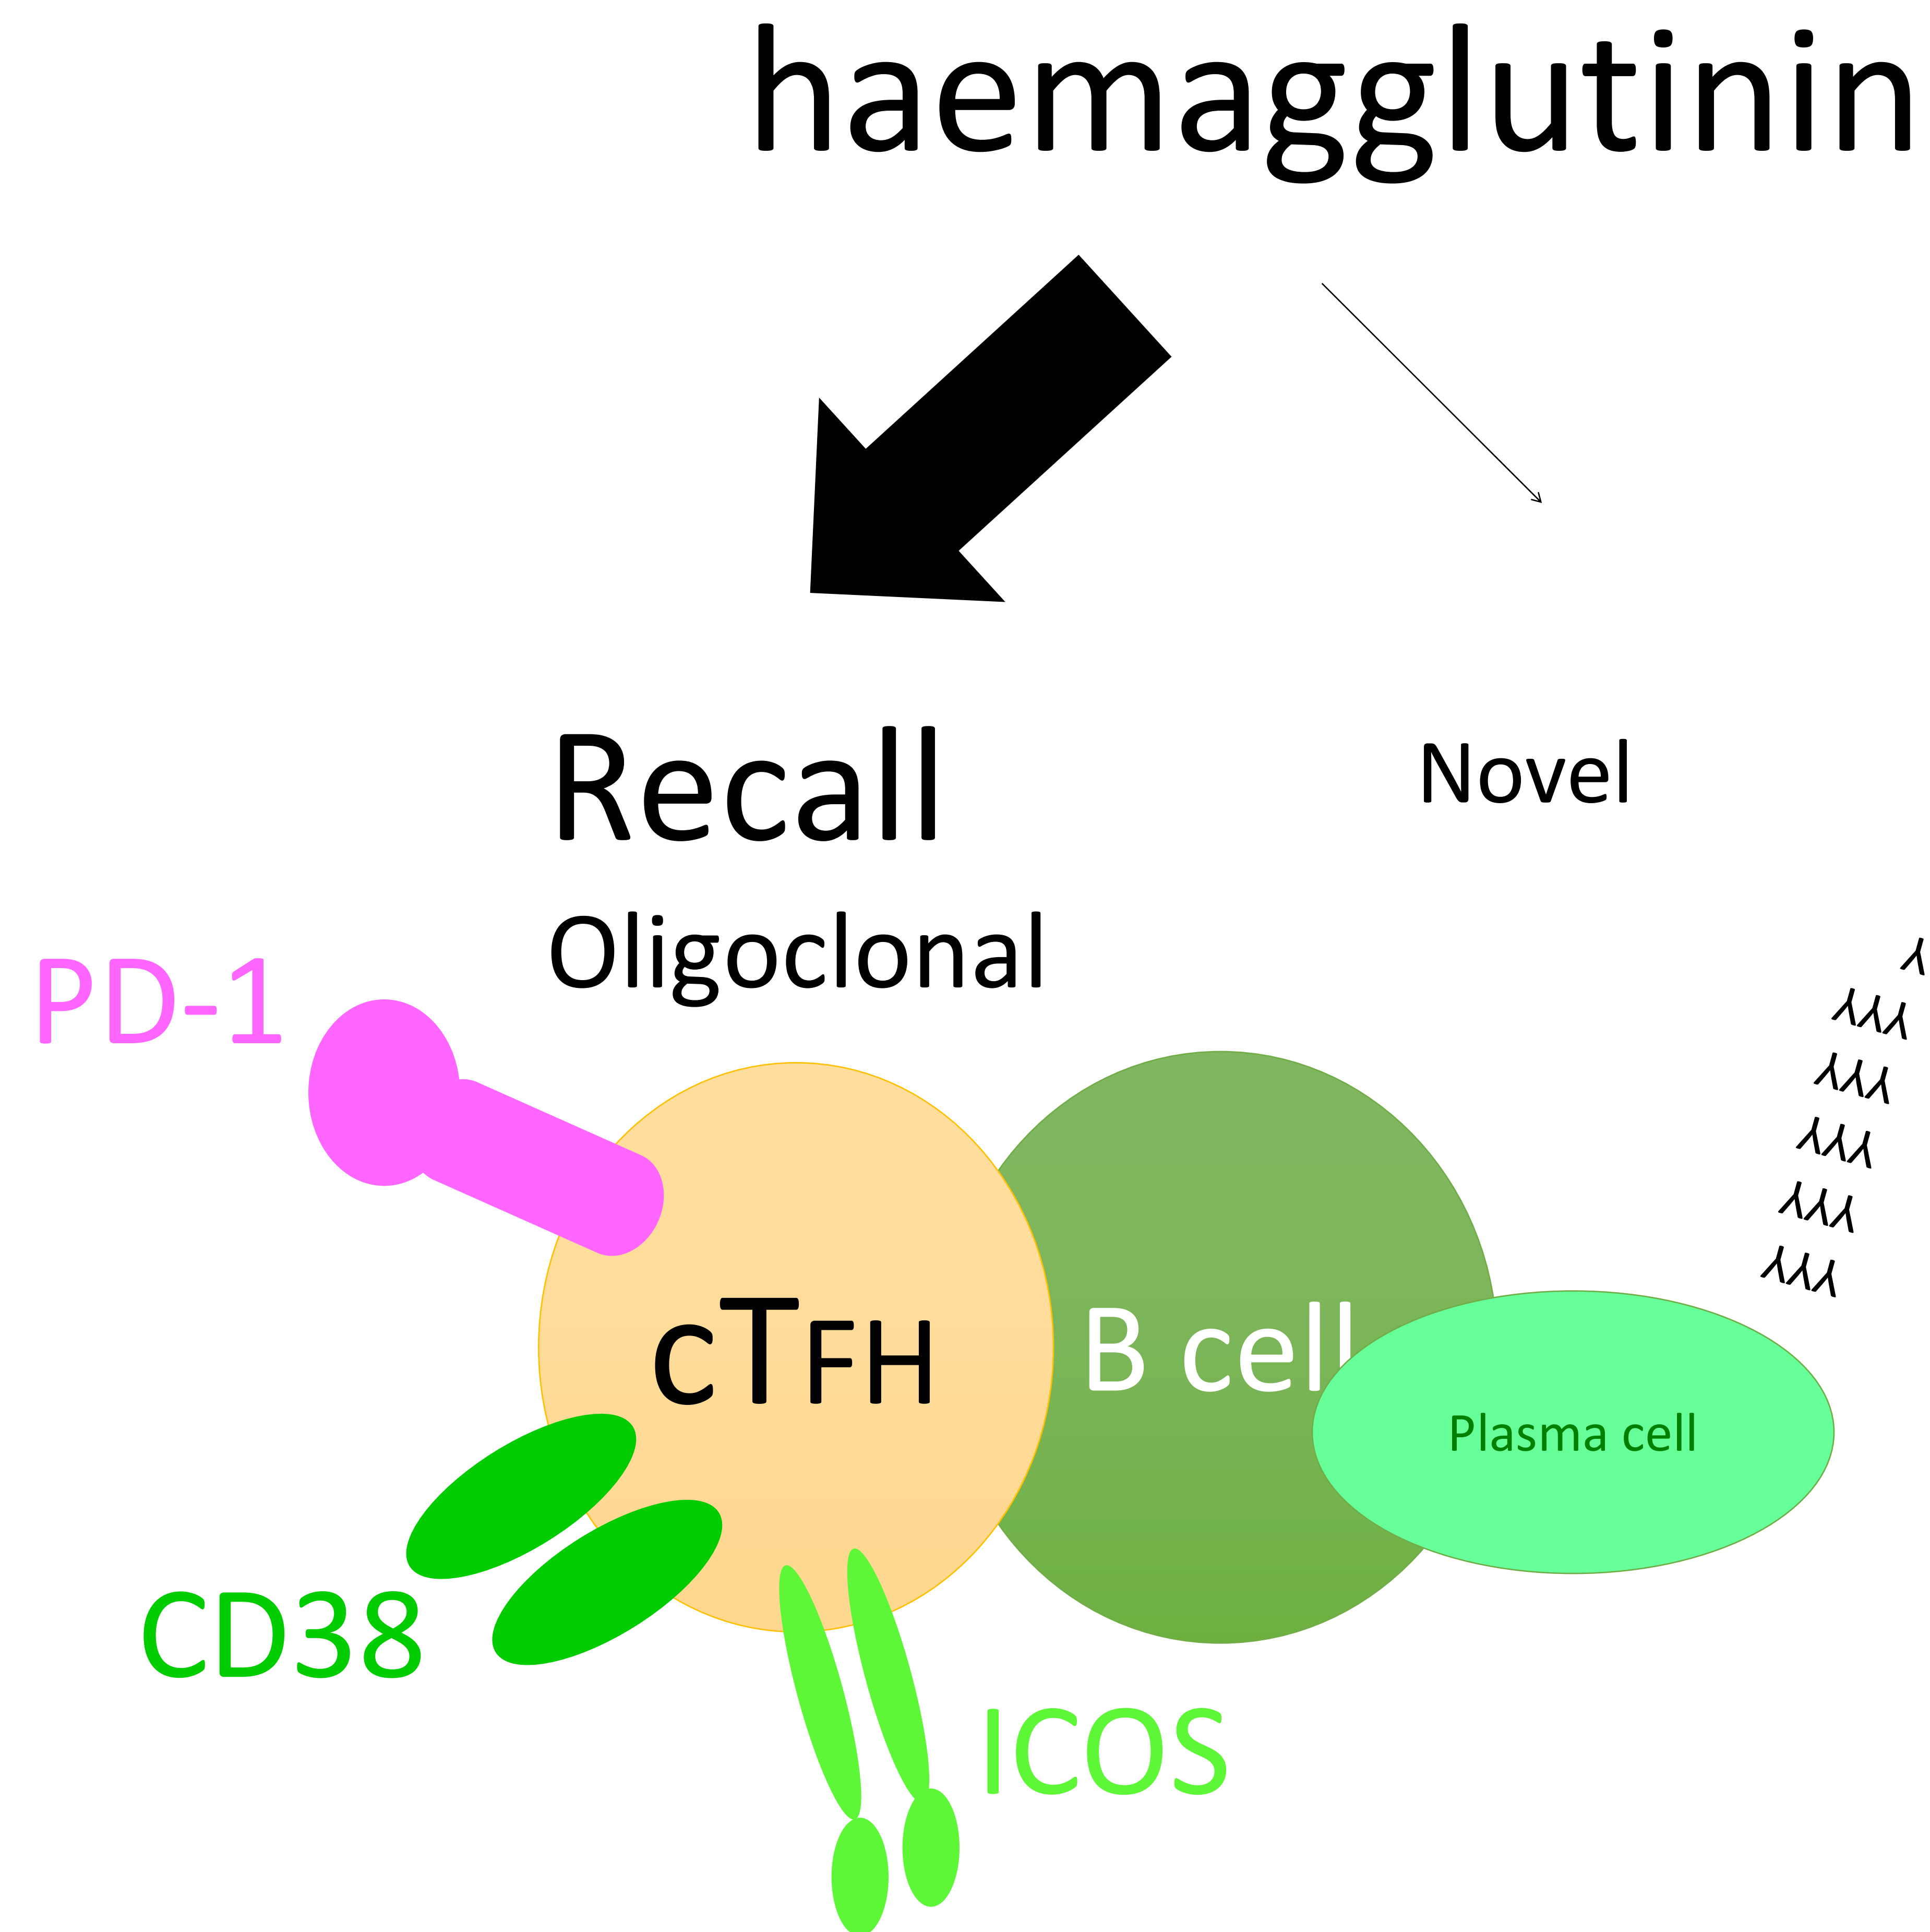 haemagglutinin
Recall
Novel
Oligoclonal
PD-1
cTFH
B cell
Plasma cell
CD38
ICOS